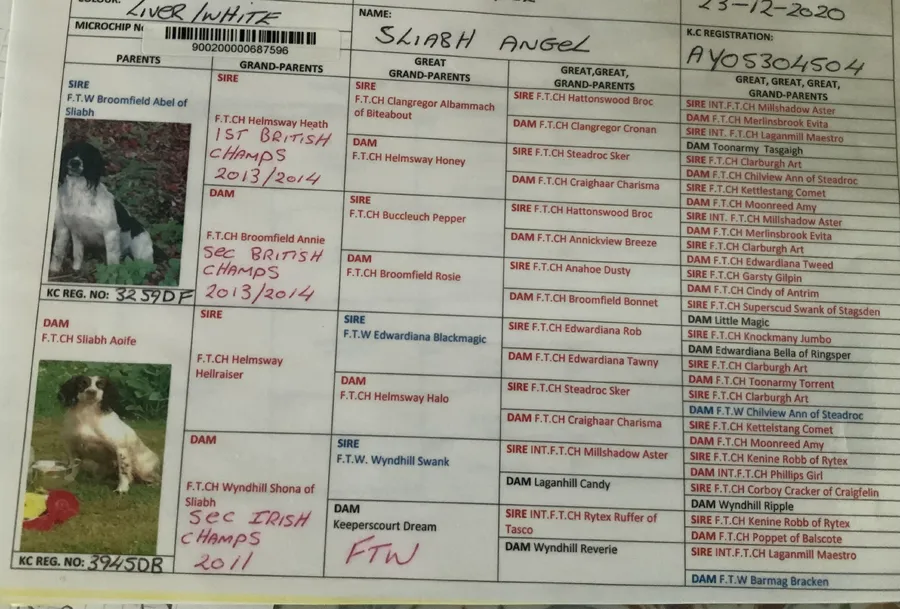 LIVER/WHITE
NAME:
23-12-2020
MICROCHIP No
900200000687596
SLIABH ANGEL
K.C REGISTRATION:
AY05304504
PARENTS
GRAND-PARENTS
GREAT
GRAND-PARENTS
GREAT,GREAT,
GRAND-PARENTS
GREAT, GREAT, GREAT,
GRAND-PARENTS
SIRE
F.T.W Broomfield Abel of
Sliabh
KC REG. NO: 3259DF
DAM
F.T.CH Sliabh Aoife
KC REG. NO: 3945DB
SIRE
F.T.CH Helmsway Heath
1ST BRITISH
CHAMPS
2013/2014
DAM
F.T.CH Broomfield Annie
SEC BRITISH
CHAMPS
2013/2014
SIRE
F.T.CH Helmsway
Hellraiser
DAM
F.T.CH Wyndhill Shona of
Sliabh
SEC IRISH
CHAMPS
2011
SIRE
F.T.CH Clangregor Albammach
of Biteabout
DAM
F.T.CH Helmsway Honey
SIRE
F.T.CH Buccleuch Pepper
DAM
F.T.CH Broomfield Rosie
SIRE
F.T.W Edwardiana Blackmagic
DAM
F.T.CH Helmsway Halo
SIRE
F.T.W. Wyndhill Swank
DAM
Keeperscourt Dream
FTW
SIRE F.T.CH Hattonswood Broc
DAM F.T.CH Clangregor Cronan
SIRE F.T.CH Steadroc Sker
DAM F.T.CH Craighaar Charisma
SIRE F.T.CH Hattonswood Broc
DAM F.T.CH Annickview Breeze
SIRE F.T.CH Anahoe Dusty
DAM F.T.CH Broomfield Bonnet
SIRE F.T.CH Edwardiana Rob
DAM F.T.CH Edwardiana Tawny
SIRE F.T.CH Steadroc Sker
DAM F.T.CH Craighaar Charisma
SIRE INT.F.T.CH Millshadow Aster
DAM Laganhill Candy
SIRE INT.F.T.CH Rytex Ruffer of
Tasco
DAM Wyndhill Reverie
SIRE INT.F.T.CH Millshadow Aster
DAM F.T.CH Merlinsbrook Evita
SIRE INT. F.T.CH Laganmill Maestro
DAM Toonarmy Tasgaigh
SIRE F.T.CH Clarburgh Art
DAM F.T.CH Chilview Ann of Steadroc
SIRE F.T.CH Kettlestang Comet
DAM F.T.CH Moonreed Amy
SIRE INT. F.T.CH Millshadow Aster
DAM F.T.CH Merlinsbrook Evita
SIRE F.T.CH Clarburgh Art
DAM F.T.CH Edwardiana Tweed
SIRE F.T.CH Garsty Gilpin
DAM F.T.CH Cindy of Antrim
SIRE F.T.CH Superscud Swank of Stagsden
DAM Little Magic
SIRE F.T.CH Knockmany Jumbo
DAM Edwardiana Bella of Ringsper
SIRE F.T.CH Clarburgh Art
DAM F.T.CH Toonarmy Torrent
SIRE F.T.CH Clarburgh Art
DAM F.T.W Chilview Ann of Steadroc
SIRE F.T.CH Kettelstang Comet
DAM F.T.CH Moonreed Amy
SIRE F.T.CH Kenine Robb of Rytex
DAM INT.F.T.CH Phillips Girl
SIRE F.T.CH Corboy Cracker of Craigfelin
DAM Wyndhill Ripple
SIRE F.T.CH Kenine Robb of Rytex
DAM F.T.CH Poppet of Balscote
SIRE INT.F.T.CH Laganmill Maestro
DAM F.T.W Barmag Bracken